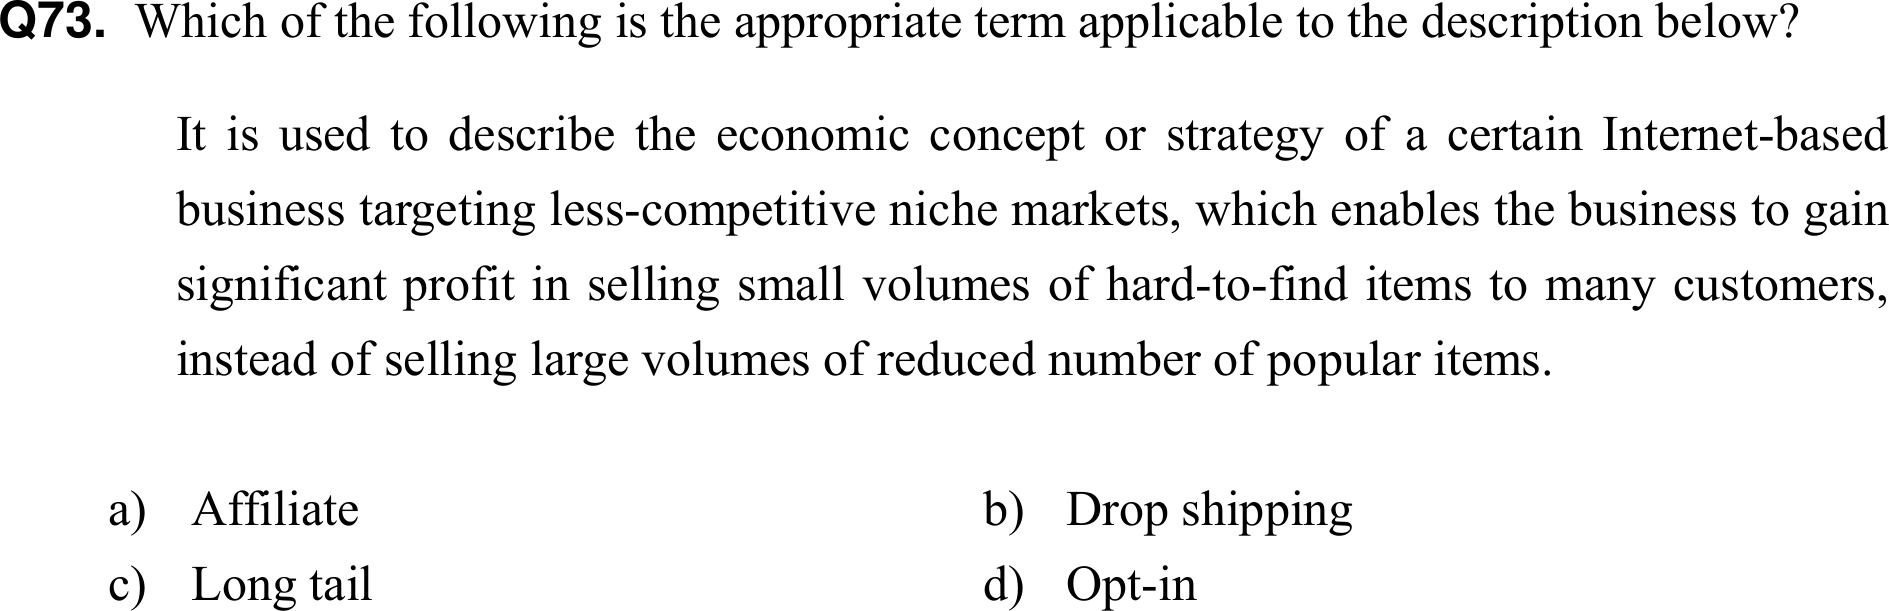 Q73. Which of the following is the appropriate term applicable to the description below?
It is used to describe the economic concept or strategy of a certain Internet-based
business targeting less-competitive niche markets, which enables the business to gain
significant profit in selling small volumes of hard-to-find items to many customers,
instead of selling large volumes of reduced number of popular items.
a) Affiliate b) Drop shipping
c) Long tail d) Opt-in